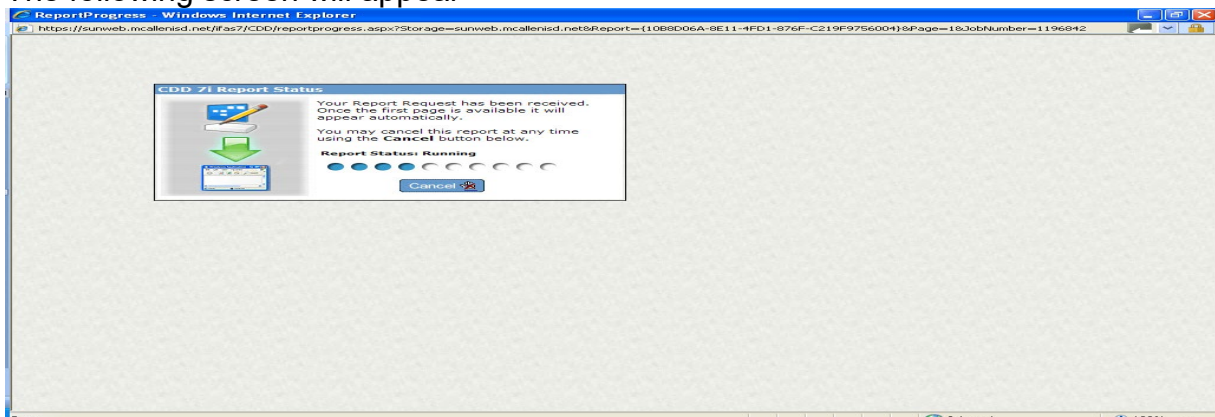 The following screen will appear
ReportProgress - Windows Internet Explorer
https://sunweb.mcallenisd.net/ifas7/CDD/reportprogress.aspx?Storage=sunweb.mcallenisd.net&Report={10B8D06A-8E11-4FD1-876F-C219F9756004}&Page=1&JobNumber=1196842
CDD 7i Report Status
Your Report Request has been received.
Once the first page is available it will
appear automatically.
You may cancel this report at any time
using the Cancel button below.
Report Status: Running
Cancel